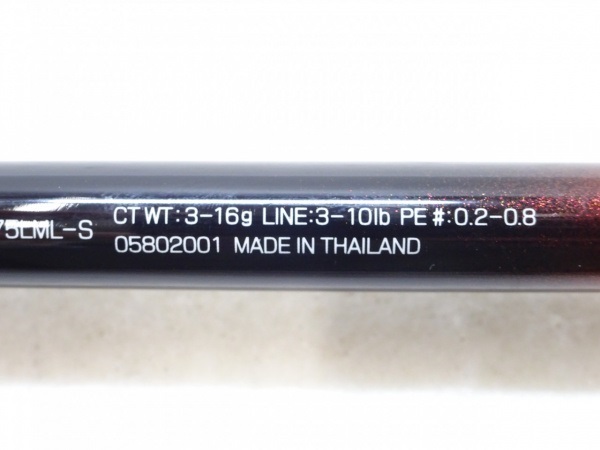 75LML-S CT WT:3-16g LINE:3-10lb PE #:0.2-0.8
05802001 MADE IN THAILAND